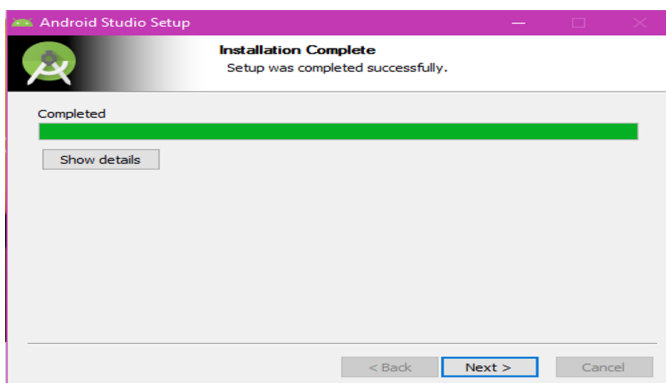 Android Studio Setup
Installation Complete
Setup was completed successfully.
Completed
Show details
< Back Next > Cancel